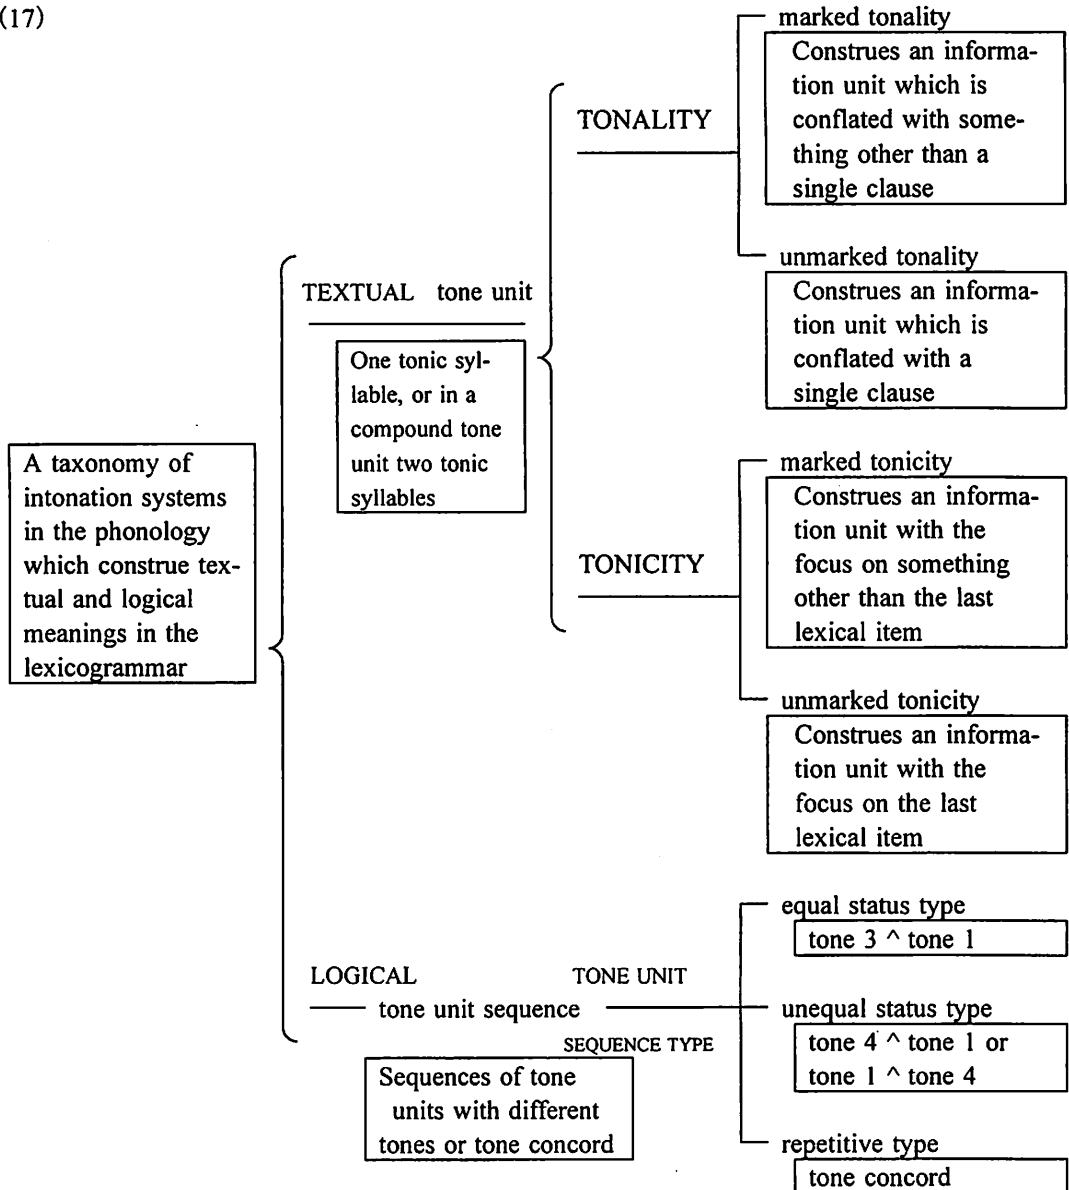 (17)
A taxonomy of
intonation systems
in the phonology
which construe tex-
tual and logical
meanings in the
lexicogrammar
TEXTUAL tone unit
One tonic syl-
lable, or in a
compound tone
unit two tonic
syllables
TONALITY
marked tonality
Construes an informa-
tion unit which is
conflated with some-
thing other than a
single clause
unmarked tonality
Construes an informa-
tion unit which is
conflated with a
single clause
TONICITY
marked tonicity
Construes an informa-
tion unit with the
focus on something
other than the last
lexical item
unmarked tonicity
Construes an informa-
tion unit with the
focus on the last
lexical item
LOGICAL
tone unit sequence
Sequences of tone
units with different
tones or tone concord
TONE UNIT
SEQUENCE TYPE
equal status type
tone 3 ^ tone 1
unequal status type
tone 4 ^ tone 1 or
tone 1 ^ tone 4
repetitive type
tone concord